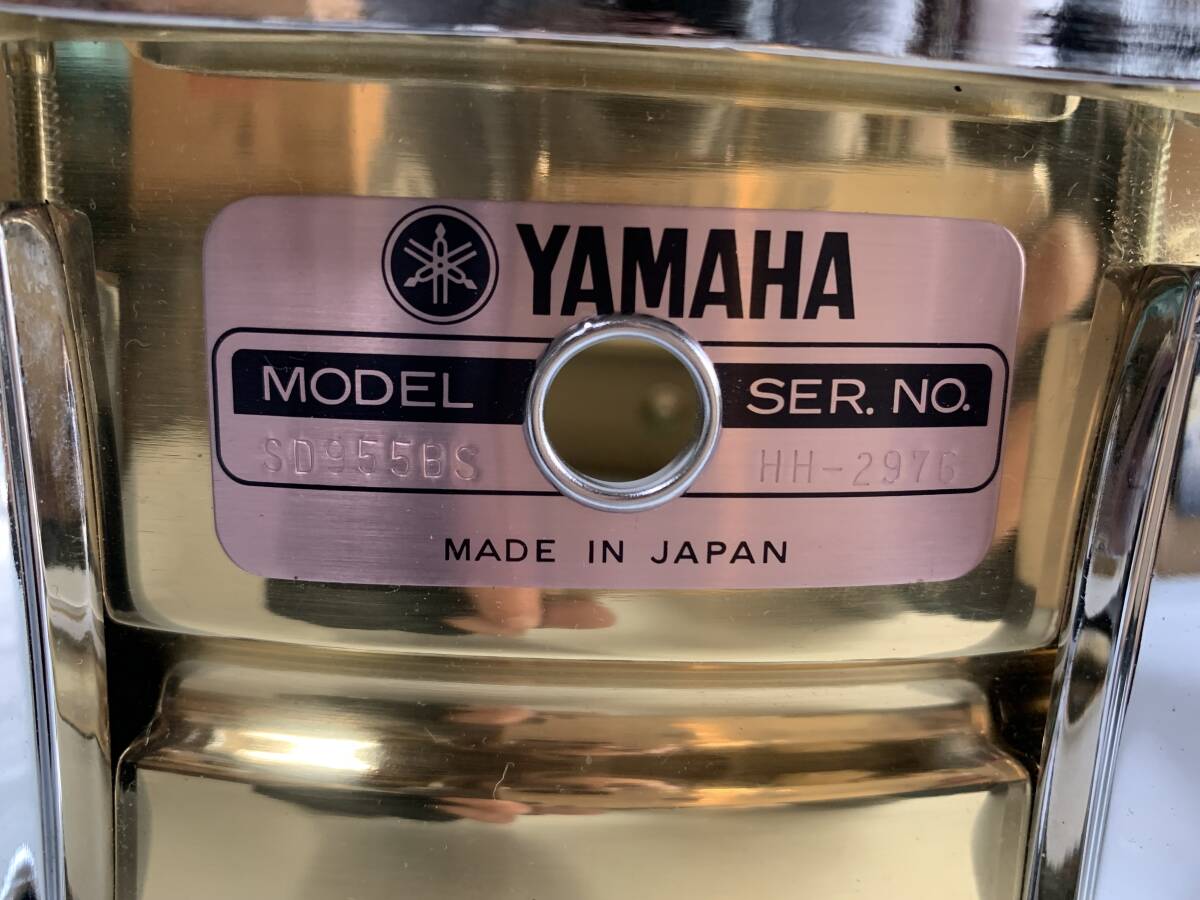 YAMAHA
MODEL SER. NO.
SD955BS HH-2976
MADE IN JAPAN